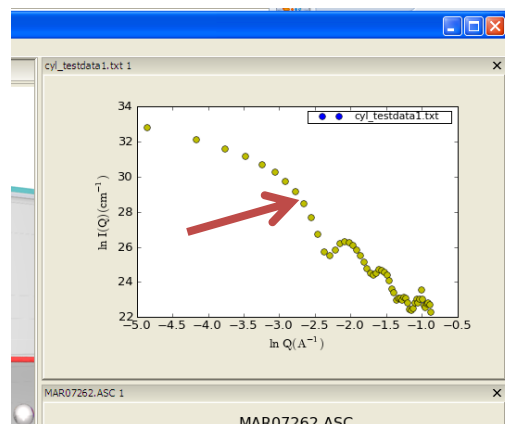 cyl_testdata1.txt 1
cyl_testdata1.txt
34
32
30
28
26
24
22
ln I(Q)(cm⁻¹)
−5.0 −4.5 −4.0 −3.5 −3.0 −2.5 −2.0 −1.5 −1.0 −0.5
ln Q(A⁻¹)
MAR07262.ASC 1
MAR07262.ASC